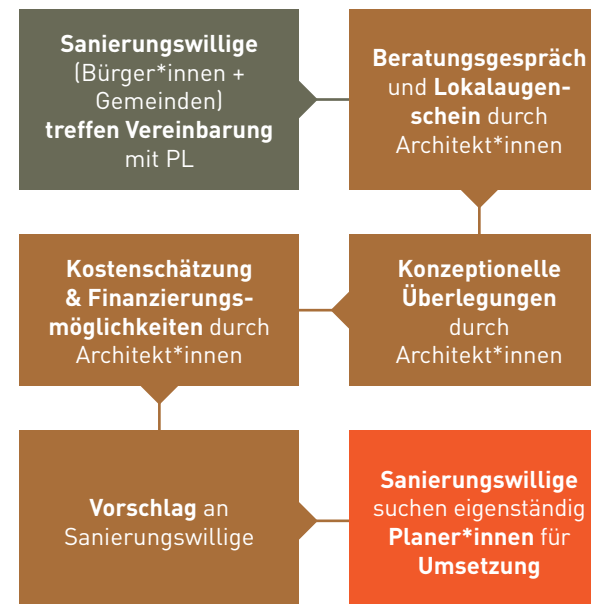 Sanierungswillige
(Bürger*innen +
Gemeinden)
treffen Vereinbarung
mit PL
Beratungsgespräch
und Lokalaugen-
schein durch
Architekt*innen
Konzeptionelle
Überlegungen
durch
Architekt*innen
Kostenschätzung
& Finanzierungs-
möglichkeiten durch
Architekt*innen
Vorschlag an
Sanierungswillige
Sanierungswillige
suchen eigenständig
Planer*innen für
Umsetzung